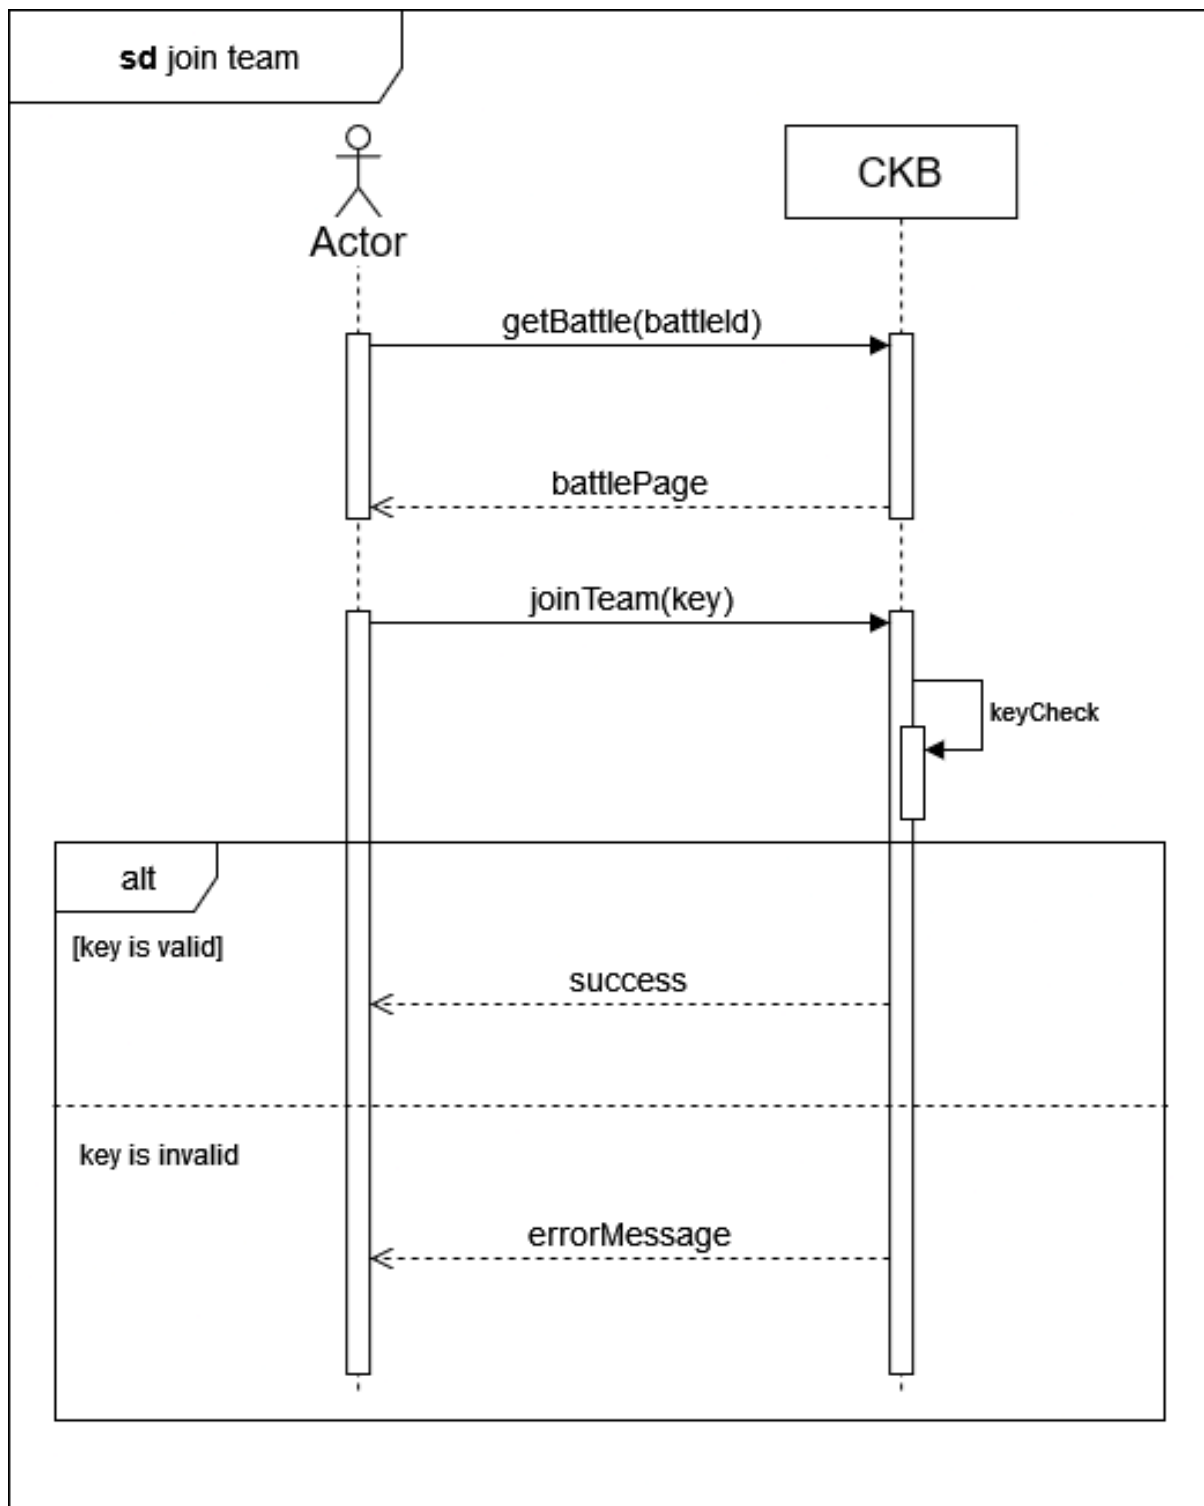 sd join team
Actor
CKB
getBattle(battleId)
battlePage
joinTeam(key)
keyCheck
alt
[key is valid]
success
key is invalid
errorMessage